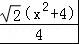 √2 (x²+4)
4